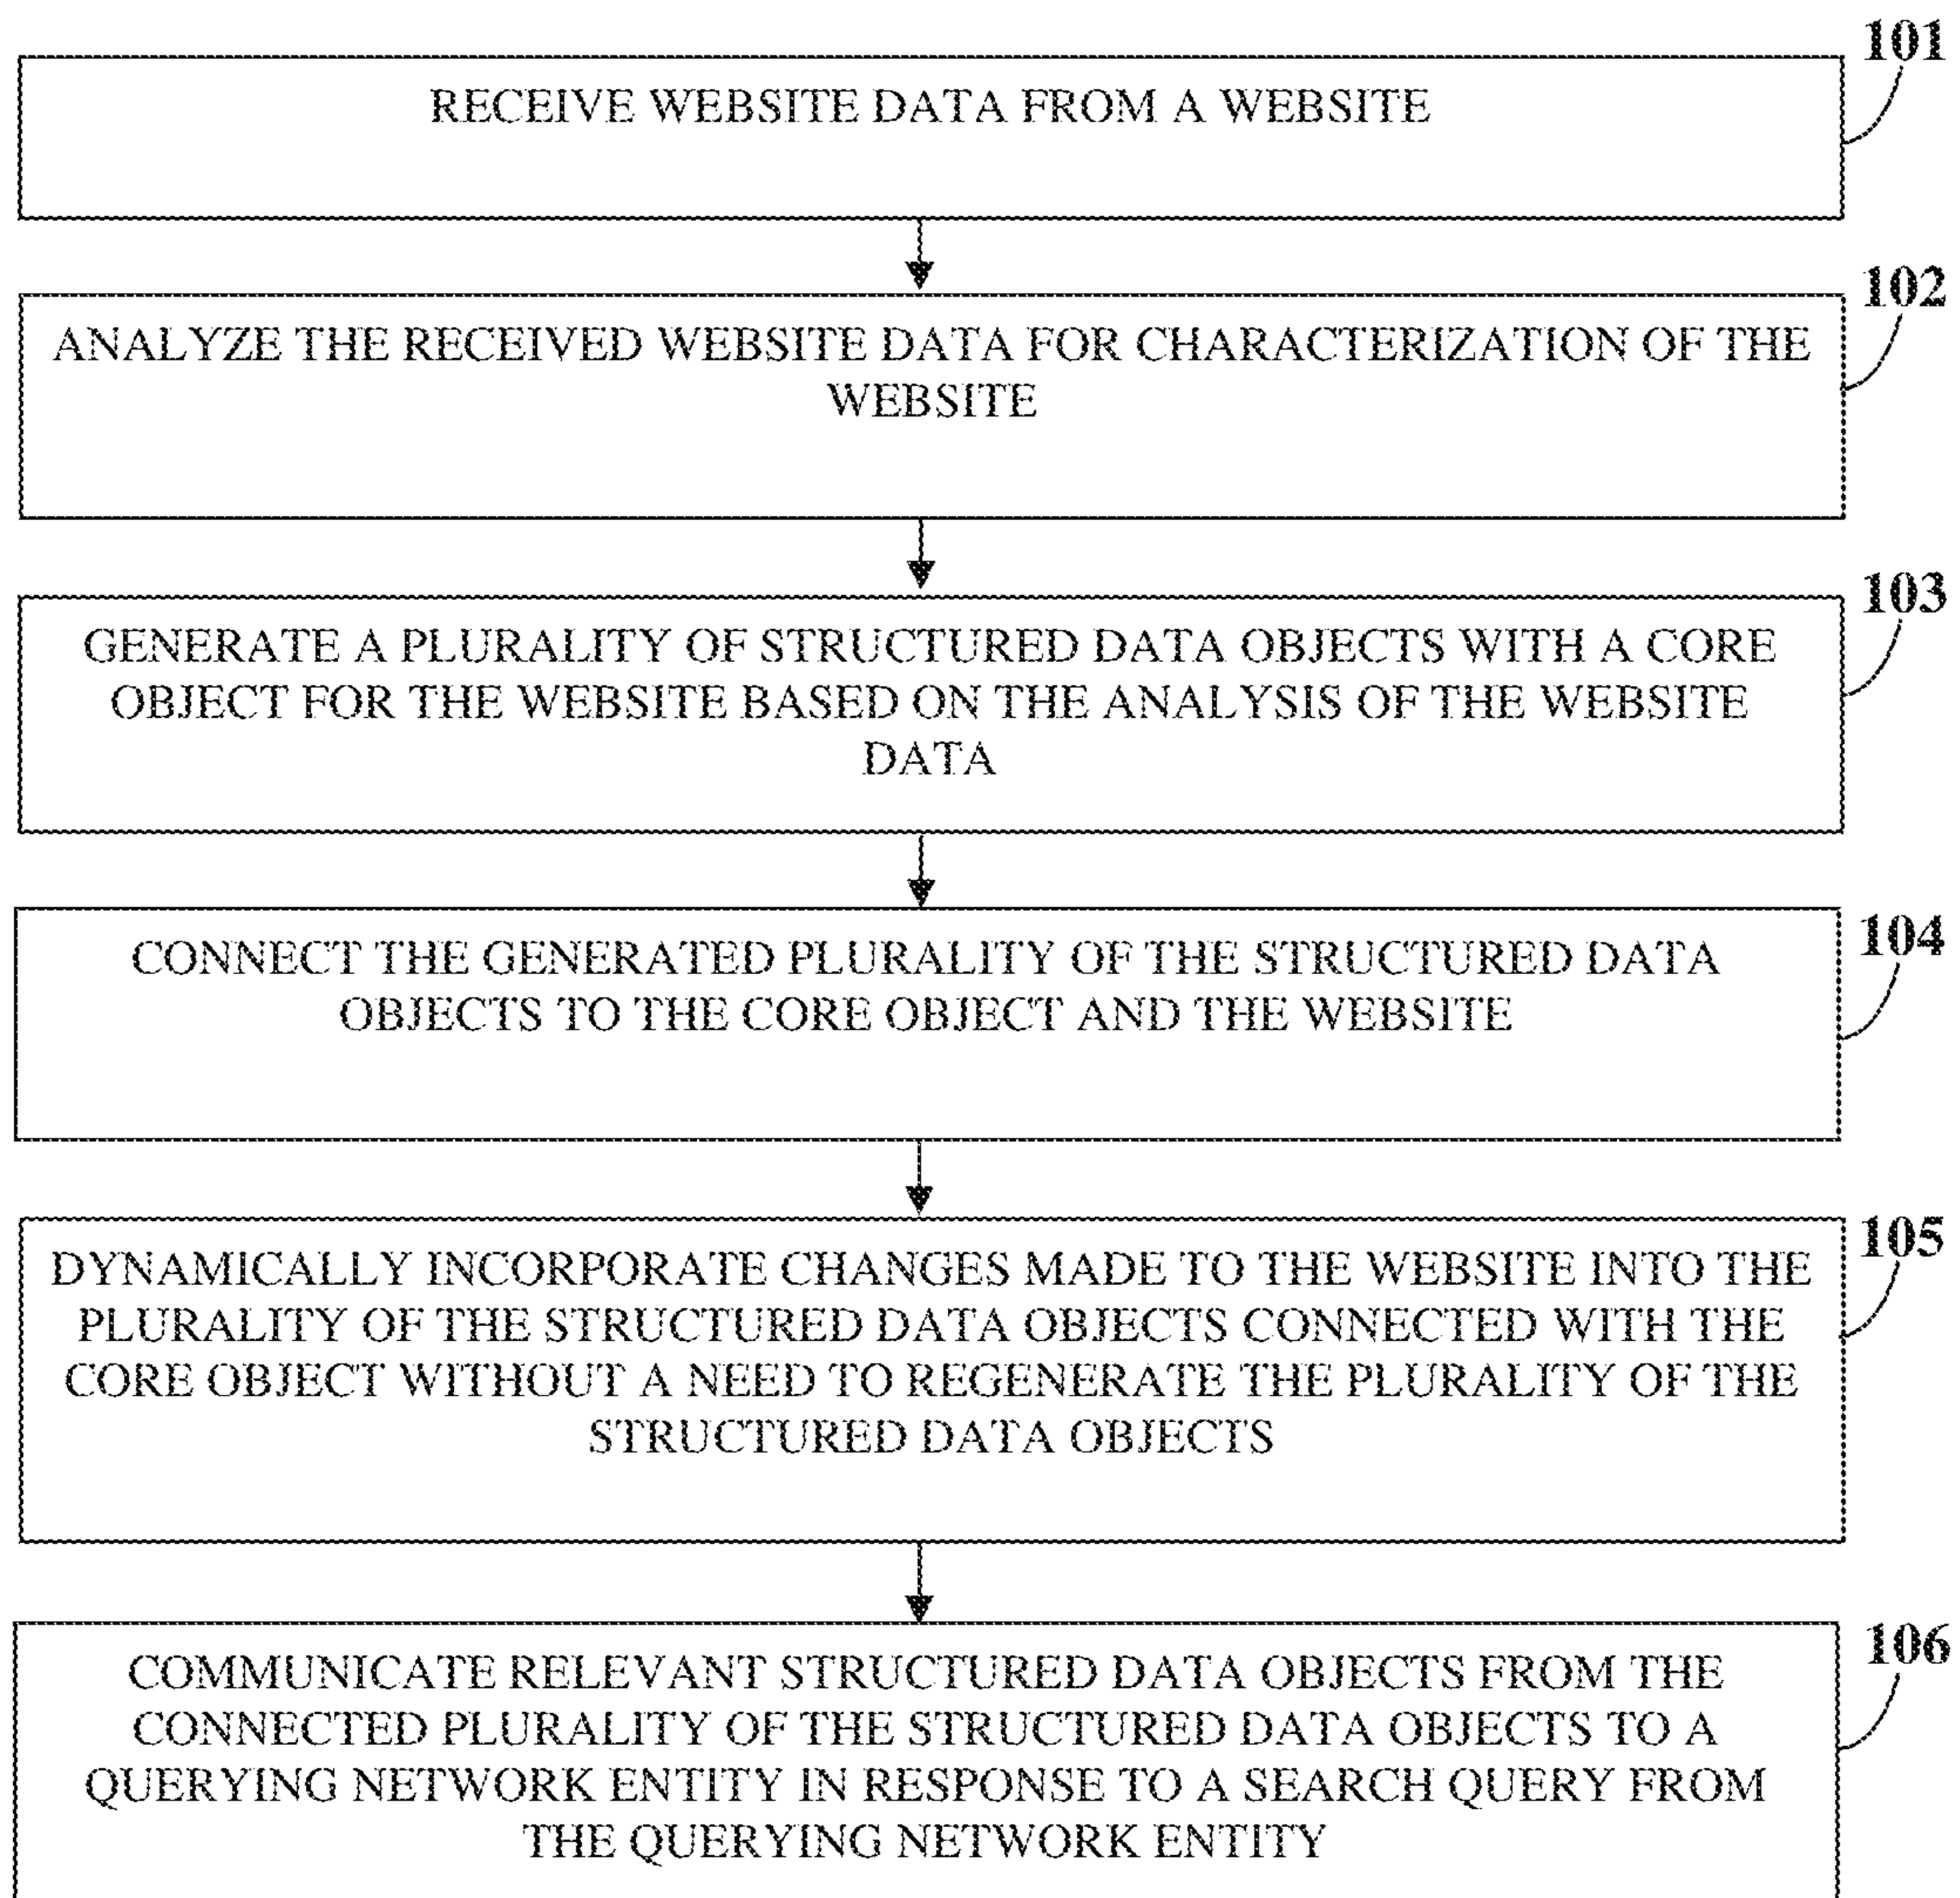 101
RECEIVE WEBSITE DATA FROM A WEBSITE
102
ANALYZE THE RECEIVED WEBSITE DATA FOR CHARACTERIZATION OF THE
WEBSITE
103
GENERATE A PLURALITY OF STRUCTURED DATA OBJECTS WITH A CORE
OBJECT FOR THE WEBSITE BASED ON THE ANALYSIS OF THE WEBSITE
DATA
104
CONNECT THE GENERATED PLURALITY OF THE STRUCTURED DATA
OBJECTS TO THE CORE OBJECT AND THE WEBSITE
105
DYNAMICALLY INCORPORATE CHANGES MADE TO THE WEBSITE INTO THE
PLURALITY OF THE STRUCTURED DATA OBJECTS CONNECTED WITH THE
CORE OBJECT WITHOUT A NEED TO REGENERATE THE PLURALITY OF THE
STRUCTURED DATA OBJECTS
106
COMMUNICATE RELEVANT STRUCTURED DATA OBJECTS FROM THE
CONNECTED PLURALITY OF THE STRUCTURED DATA OBJECTS TO A
QUERYING NETWORK ENTITY IN RESPONSE TO A SEARCH QUERY FROM
THE QUERYING NETWORK ENTITY